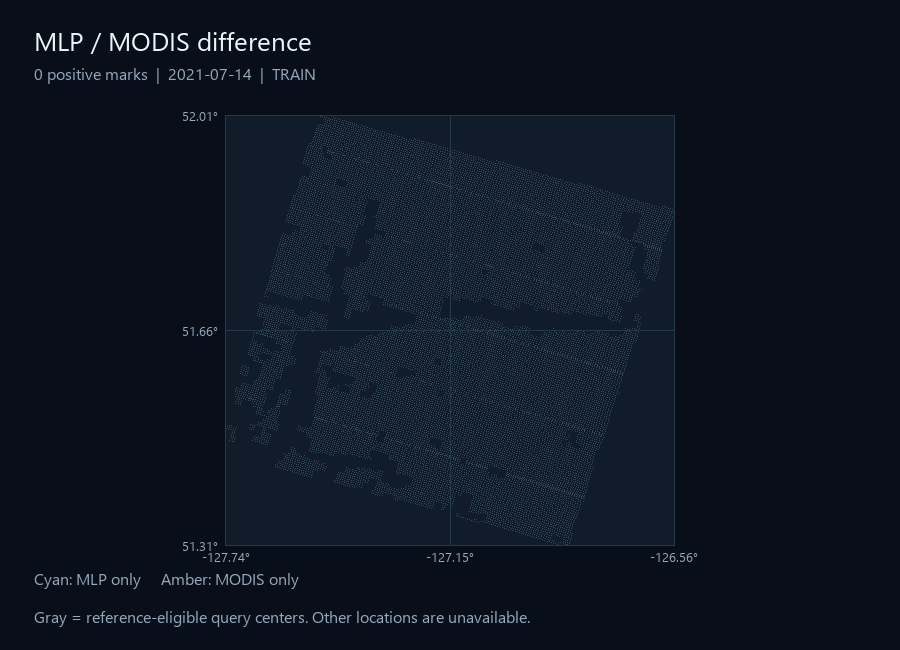 MLP / MODIS difference
0 positive marks | 2021-07-14 | TRAIN
52.01°
51.66°
51.31°
-127.74° -127.15° -126.56°
Cyan: MLP only Amber: MODIS only
Gray = reference-eligible query centers. Other locations are unavailable.